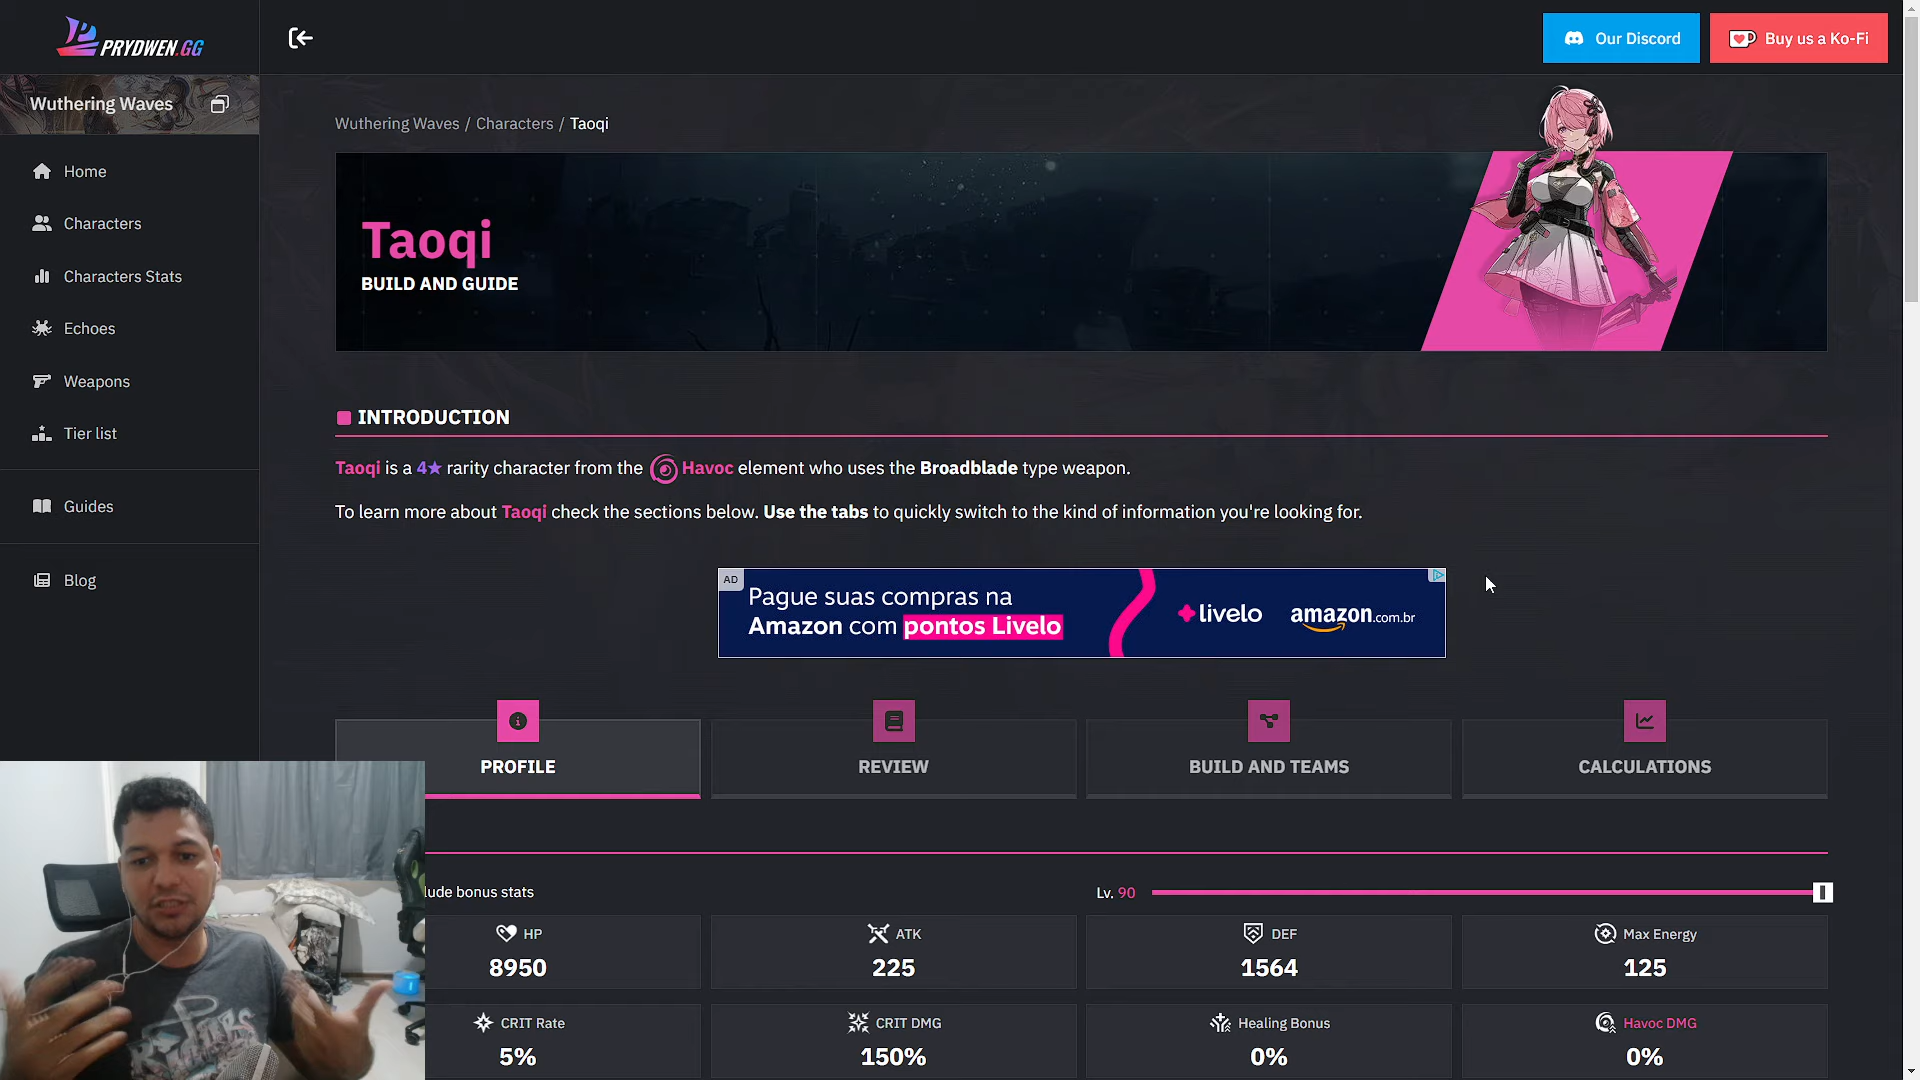 PRYDWEN.GG
Our Discord
Buy us a Ko-Fi
Wuthering Waves
Home
Characters
Characters Stats
Echoes
Weapons
Tier list
Guides
Blog
Wuthering Waves / Characters / Taoqi
Taoqi
BUILD AND GUIDE
INTRODUCTION
Taoqi is a 4★ rarity character from the Havoc element who uses the Broadblade type weapon.
To learn more about Taoqi check the sections below. Use the tabs to quickly switch to the kind of information you're looking for.
AD
Pague suas compras na
Amazon com pontos Livelo
livelo
amazon.com.br
PROFILE
REVIEW
BUILD AND TEAMS
CALCULATIONS
lude bonus stats
Lv. 90
HP
8950
ATK
225
DEF
1564
Max Energy
125
CRIT Rate
5%
CRIT DMG
150%
Healing Bonus
0%
Havoc DMG
0%